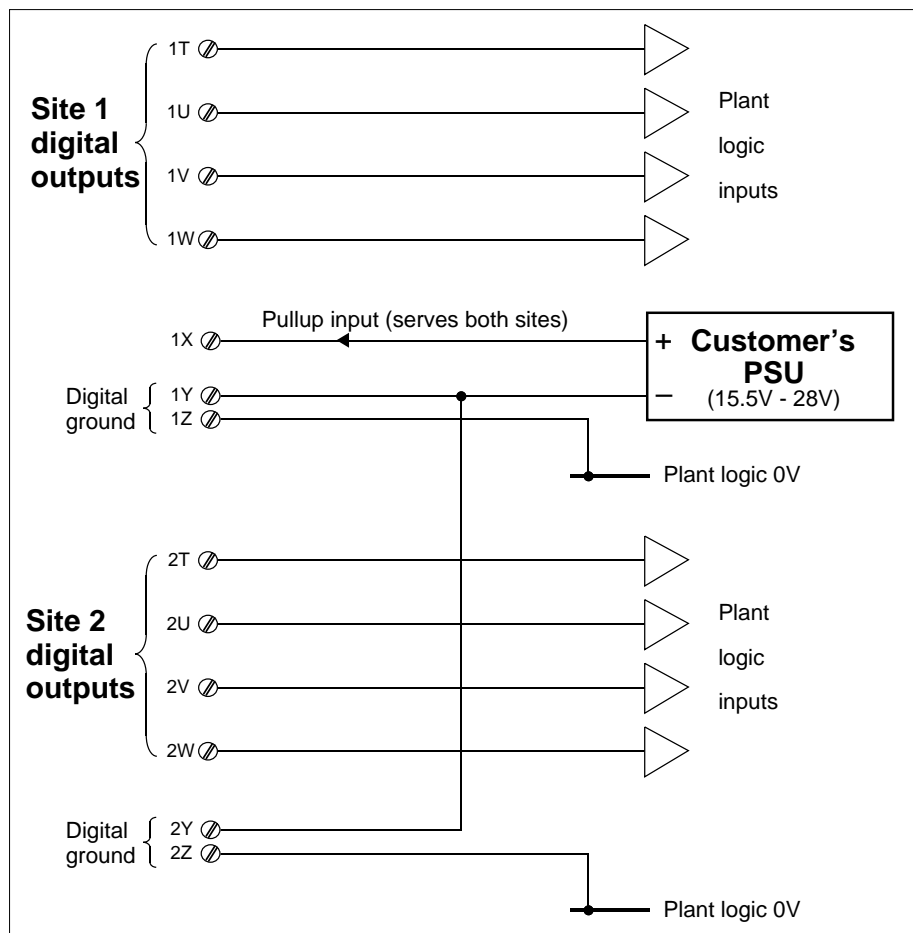 Site 1
digital
outputs
1T
1U
1V
1W
Plant
logic
inputs
1X
Pullup input (serves both sites)
+ Customer's
PSU
− (15.5V - 28V)
Digital
ground
1Y
1Z
Plant logic 0V
Site 2
digital
outputs
2T
2U
2V
2W
Plant
logic
inputs
Digital
ground
2Y
2Z
Plant logic 0V